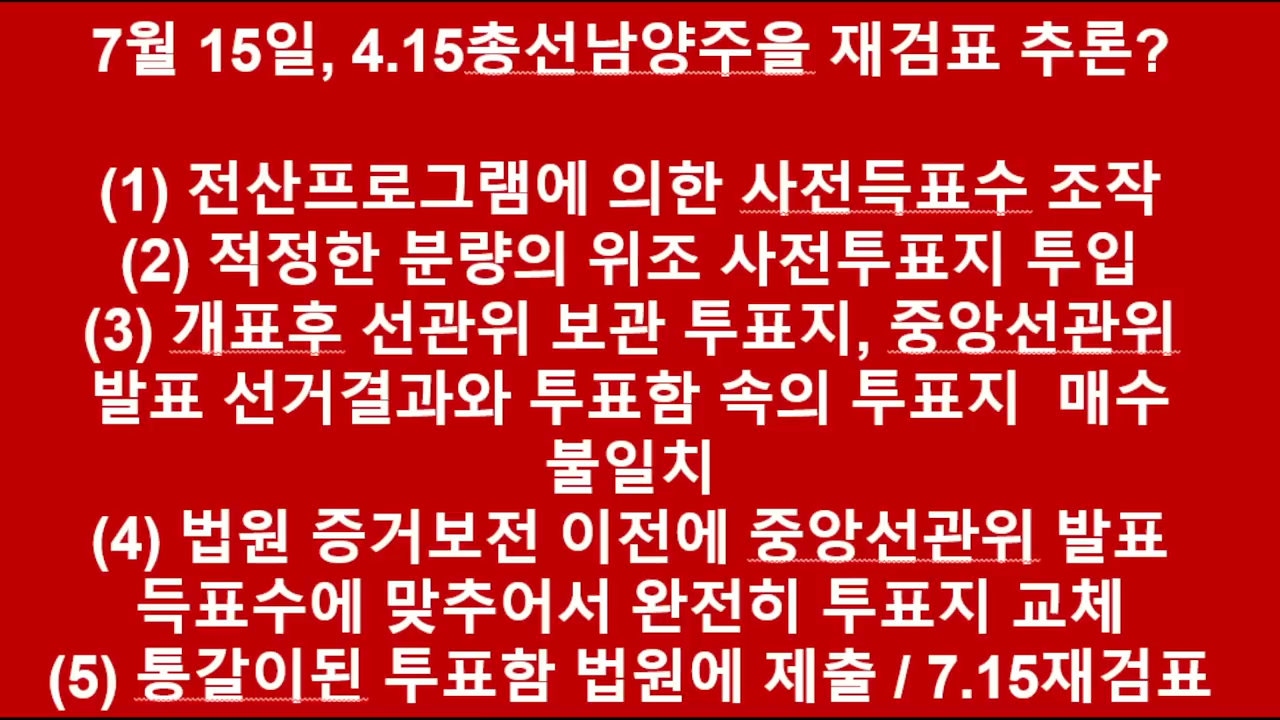 7월 15일, 4.15총선남양주을 재검표 추론?
(1) 전산프로그램에 의한 사전득표수 조작
(2) 적정한 분량의 위조 사전투표지 투입
(3) 개표후 선관위 보관 투표지, 중앙선관위
발표 선거결과와 투표함 속의 투표지 매수
불일치
(4) 법원 증거보전 이전에 중앙선관위 발표
득표수에 맞추어서 완전히 투표지 교체
(5) 통갈이된 투표함 법원에 제출 / 7.15재검표